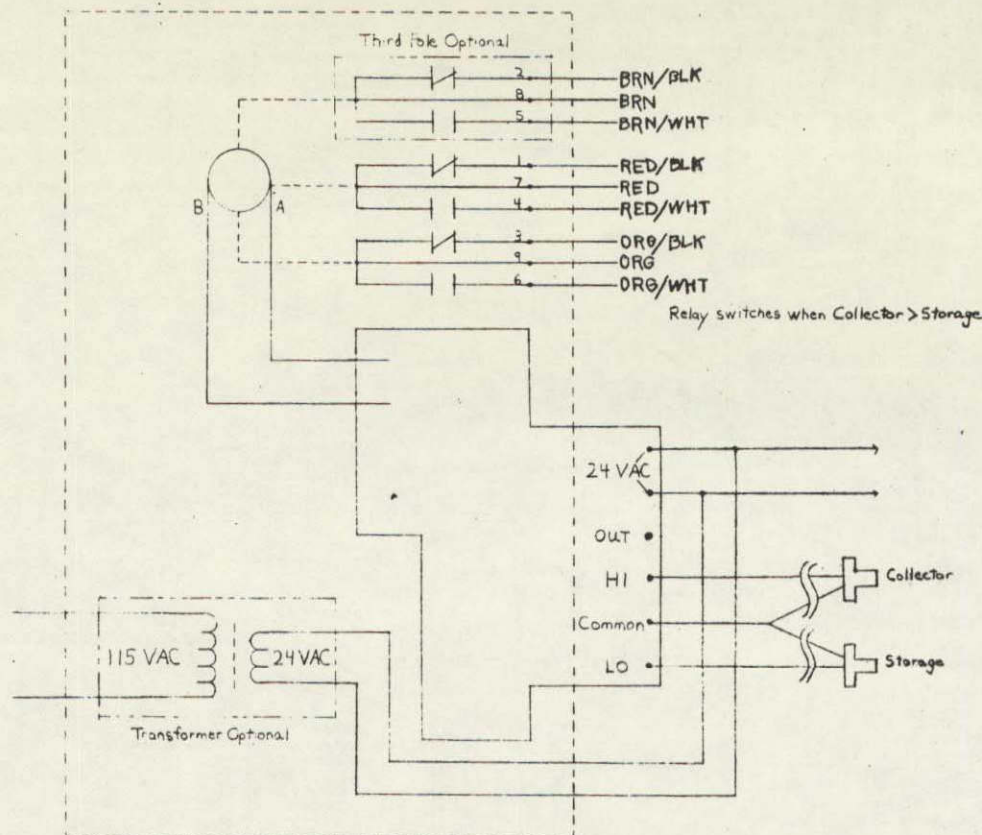 Third Pole Optional
2 BRN/BLK
8 BRN
5 BRN/WHT
1 RED/BLK
7 RED
4 RED/WHT
3 ORG/BLK
9 ORG
6 ORG/WHT
B A
Relay switches when Collector > Storage
24 VAC
OUT
HI
Collector
Common
LO
Storage
115 VAC 24 VAC
Transformer Optional